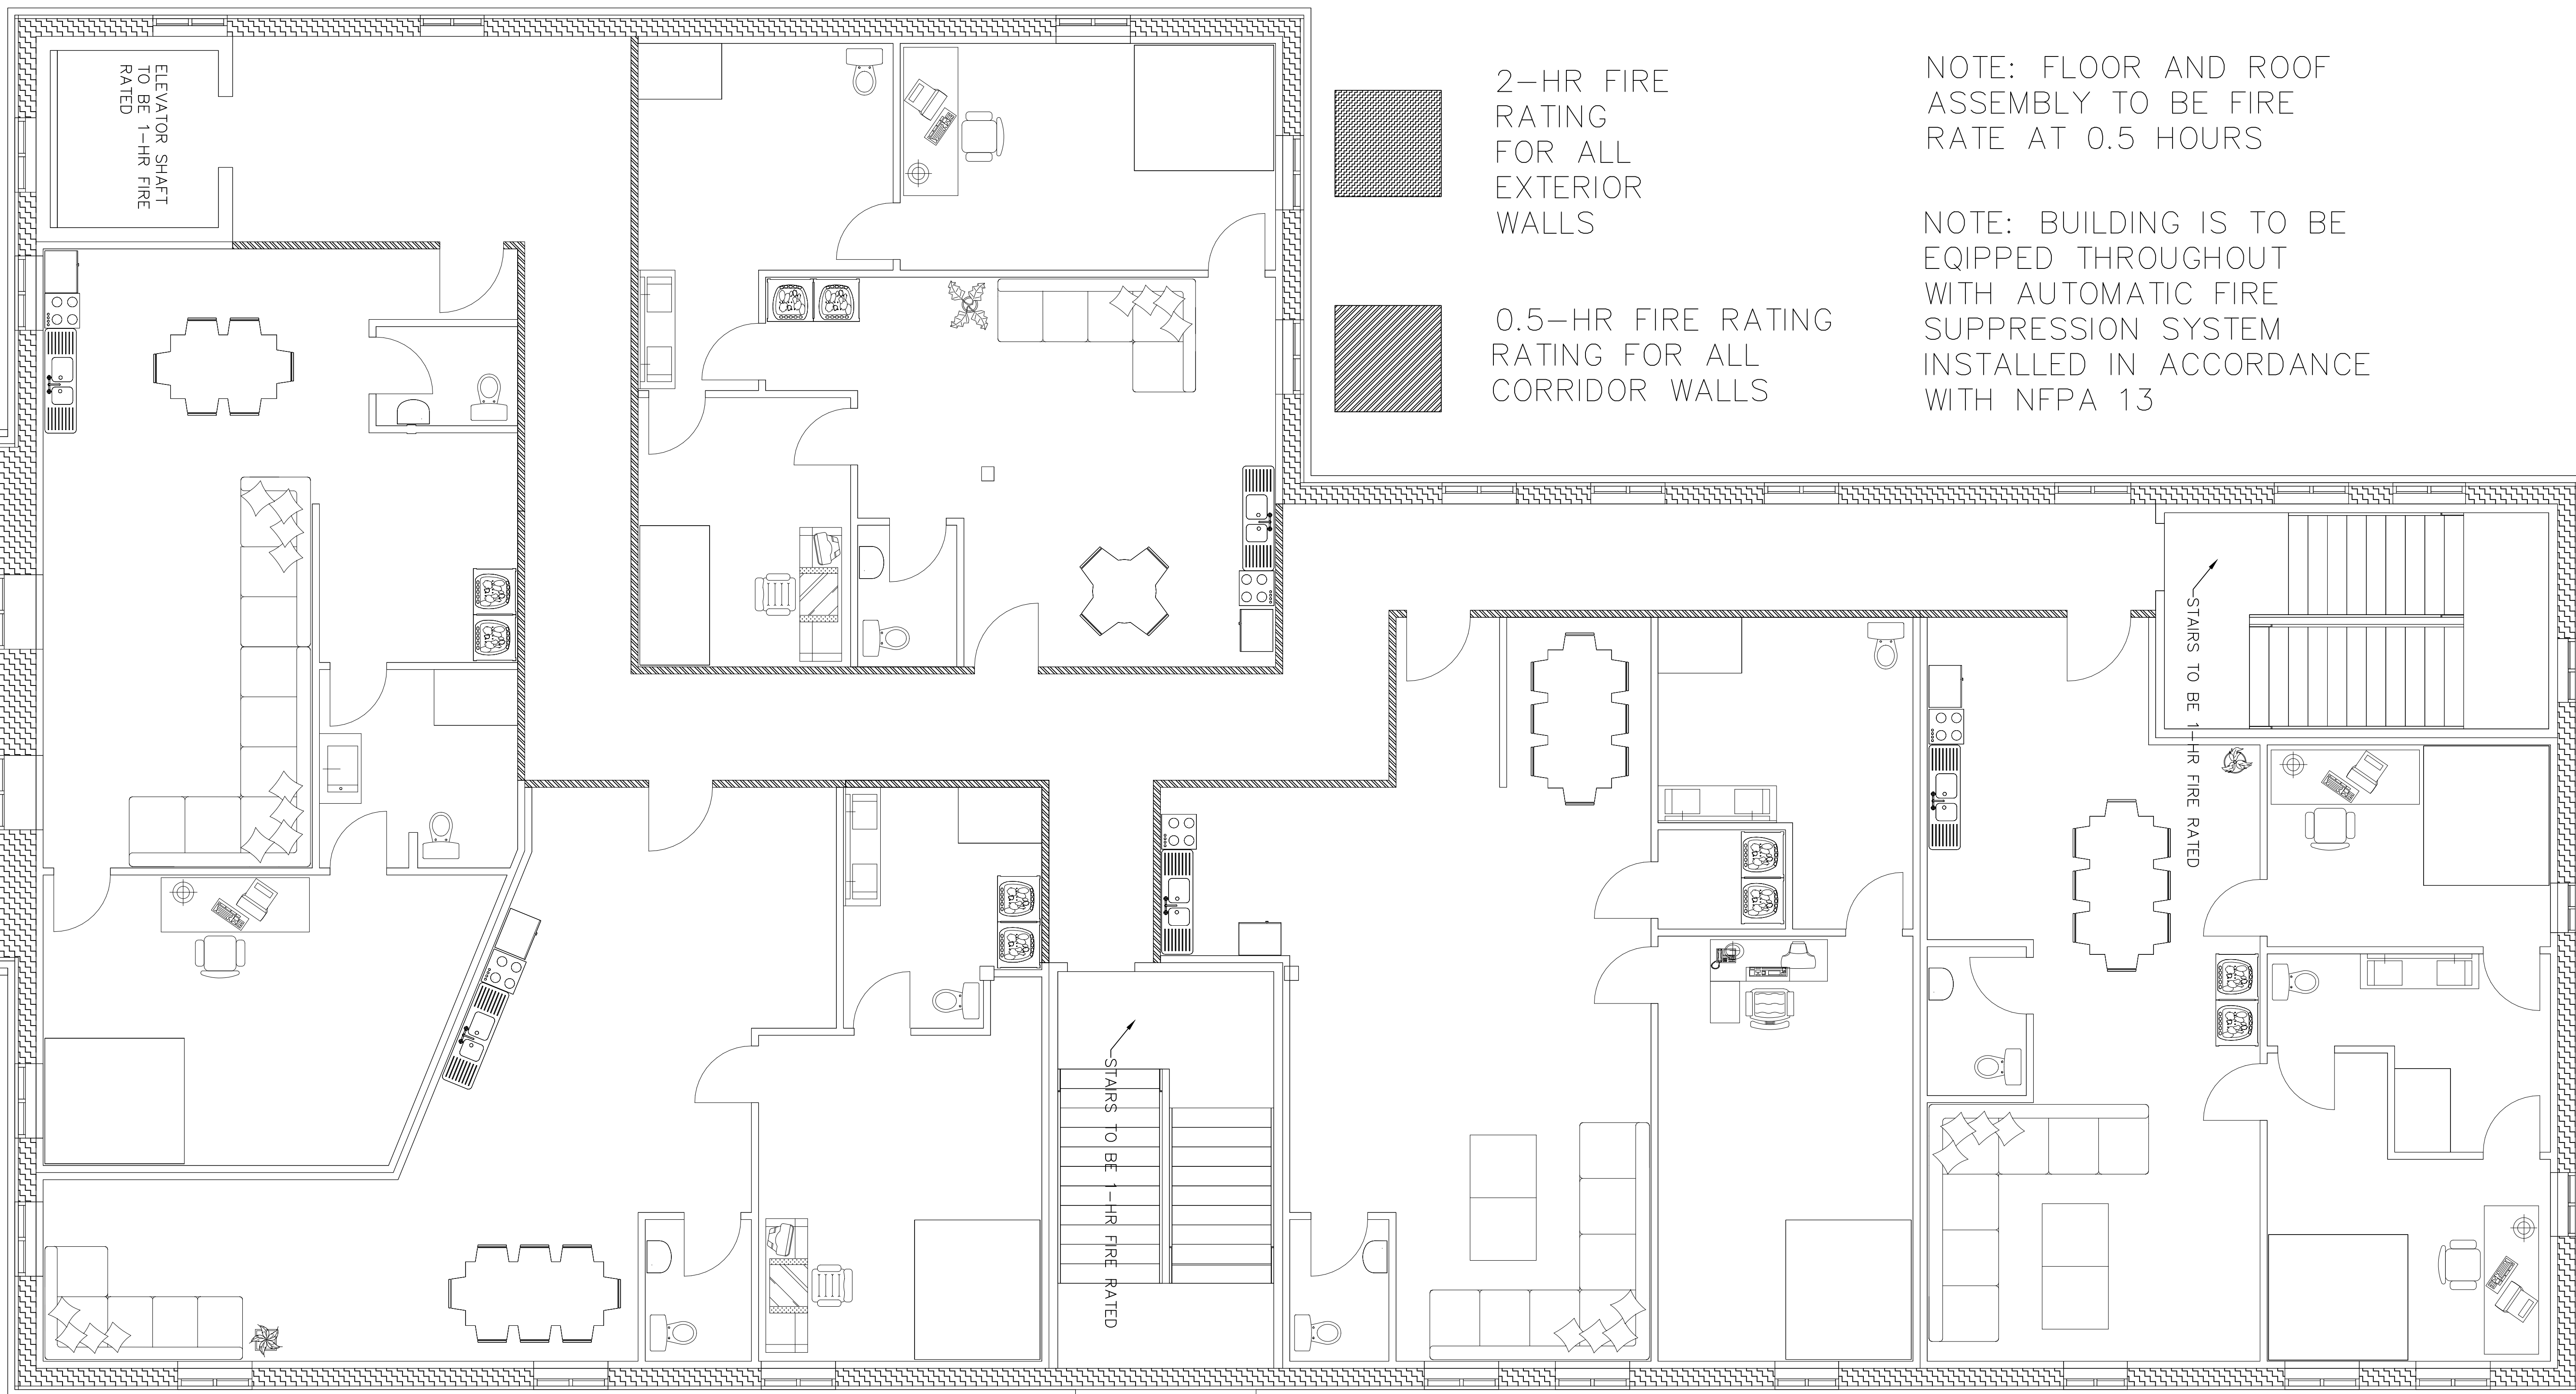 ELEVATOR SHAFT
TO BE 1-HR FIRE
RATED
2-HR FIRE
RATING
FOR ALL
EXTERIOR
WALLS
0.5-HR FIRE RATING
RATING FOR ALL
CORRIDOR WALLS
NOTE: FLOOR AND ROOF
ASSEMBLY TO BE FIRE
RATE AT 0.5 HOURS
NOTE: BUILDING IS TO BE
EQIPPED THROUGHOUT
WITH AUTOMATIC FIRE
SUPPRESSION SYSTEM
INSTALLED IN ACCORDANCE
WITH NFPA 13
STAIRS TO BE 1-HR FIRE RATED
STAIRS TO BE 1-HR FIRE RATED